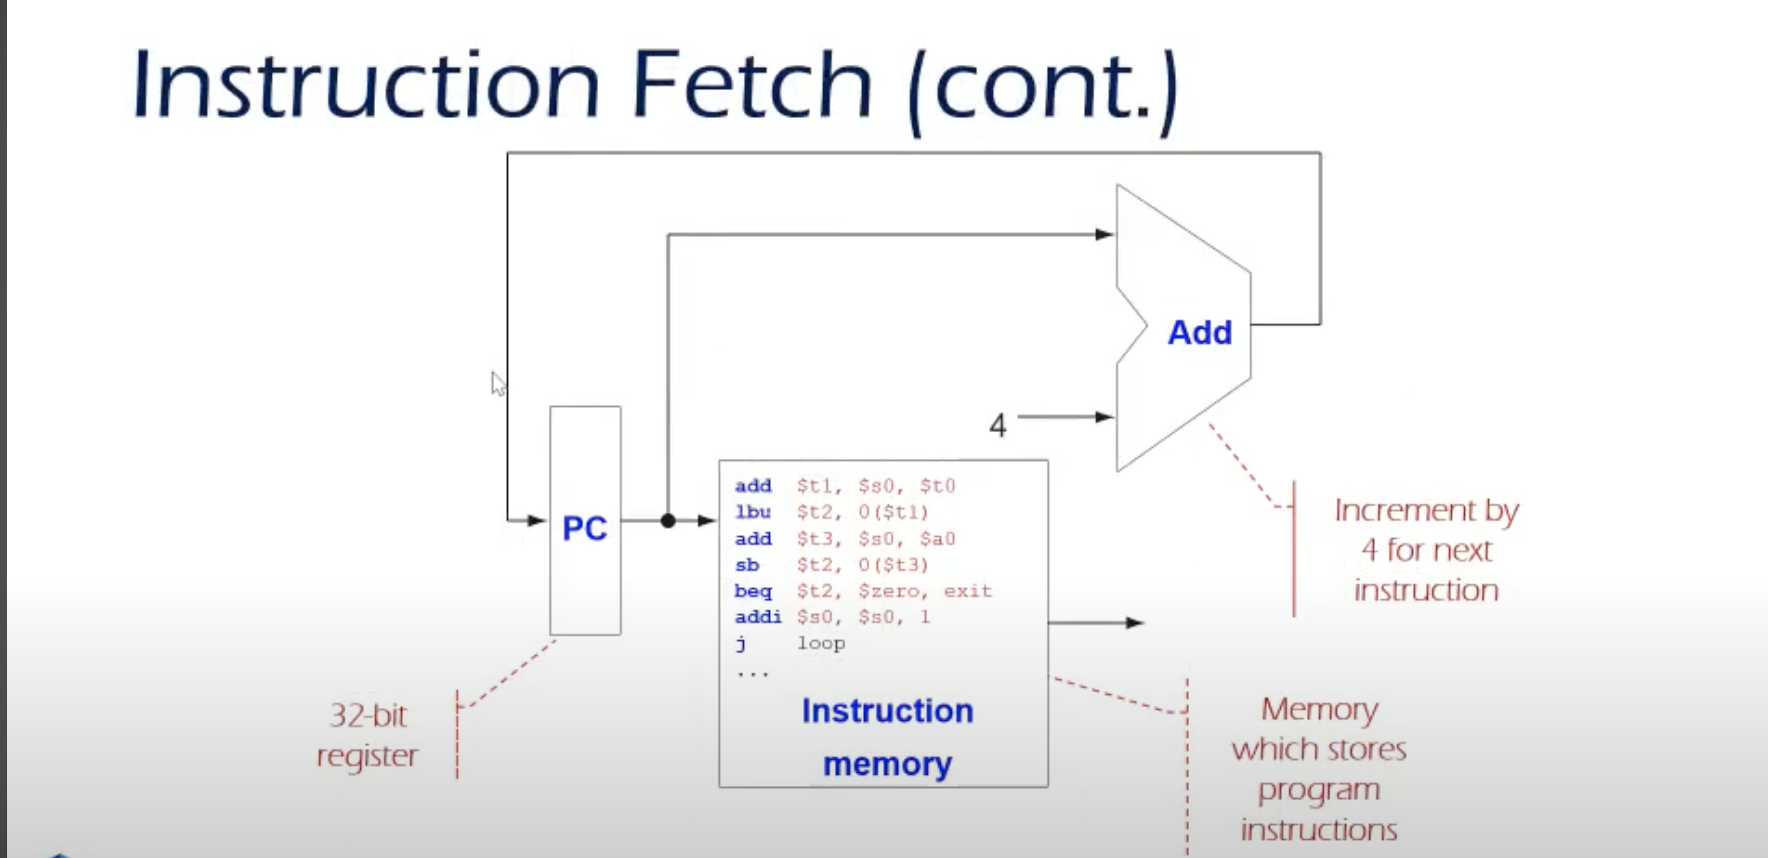 Instruction Fetch (cont.)
Add
4
PC
add $t1, $s0, $t0
lbu $t2, 0($t1)
add $t3, $s0, $a0
sb $t2, 0($t3)
beq $t2, $zero, exit
addi $s0, $s0, 1
j loop
...
Instruction
memory
Increment by
4 for next
instruction
32-bit
register
Memory
which stores
program
instructions